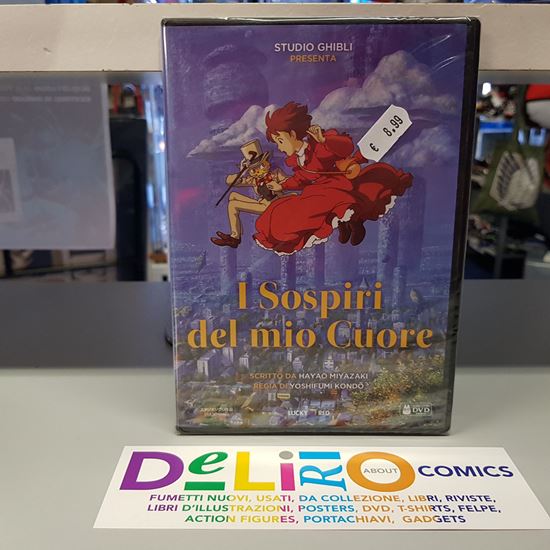 STUDIO GHIBLI
PRESENTA
€ 8,99
I Sospiri
del mio Cuore
SCRITTO DA HAYAO MIYAZAKI
REGIA DI YOSHIFUMI KONDŌ
LUCKY RED
DVD
DeLiRiO ABOUT COMICS
FUMETTI NUOVI, USATI, DA COLLEZIONE, LIBRI, RIVISTE,
LIBRI D'ILLUSTRAZIONI, POSTERS, DVD, T-SHIRTS, FELPE,
ACTION FIGURES, PORTACHIAVI, GADGETS